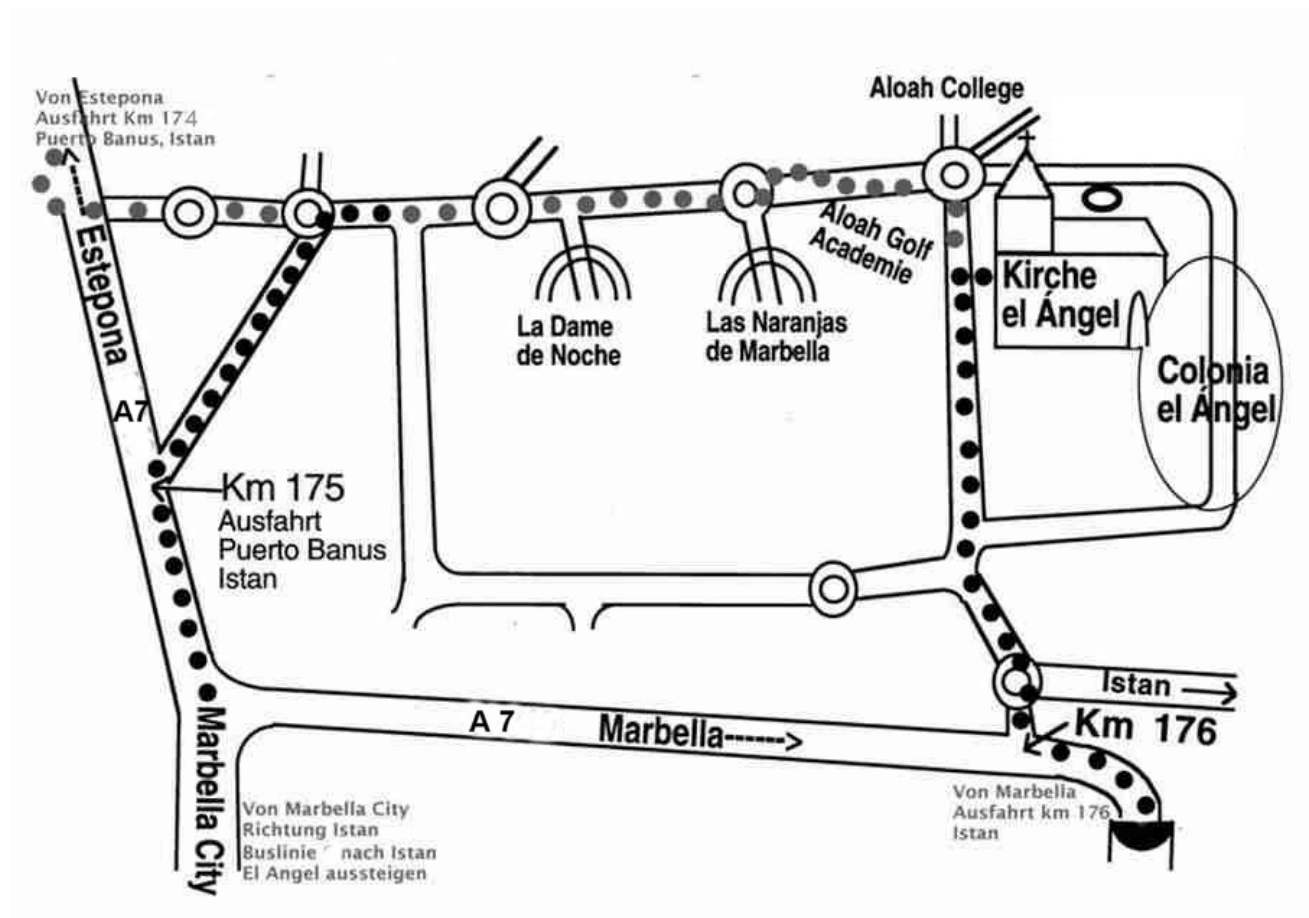 Von Estepona
Ausfahrt Km 174
Puerto Banus, Istan
Aloah College
Estepona
Aloah Golf
Academie
Kirche
el Ángel
La Dame
de Noche
Las Naranjas
de Marbella
Colonia
el Ángel
A7
Km 175
Ausfahrt
Puerto Banus
Istan
Istan
Km 176
A 7
Marbella------>
Marbella City
Von Marbella City
Richtung Istan
Buslinie nach Istan
El Angel aussteigen
Von Marbella
Ausfahrt km 176
Istan